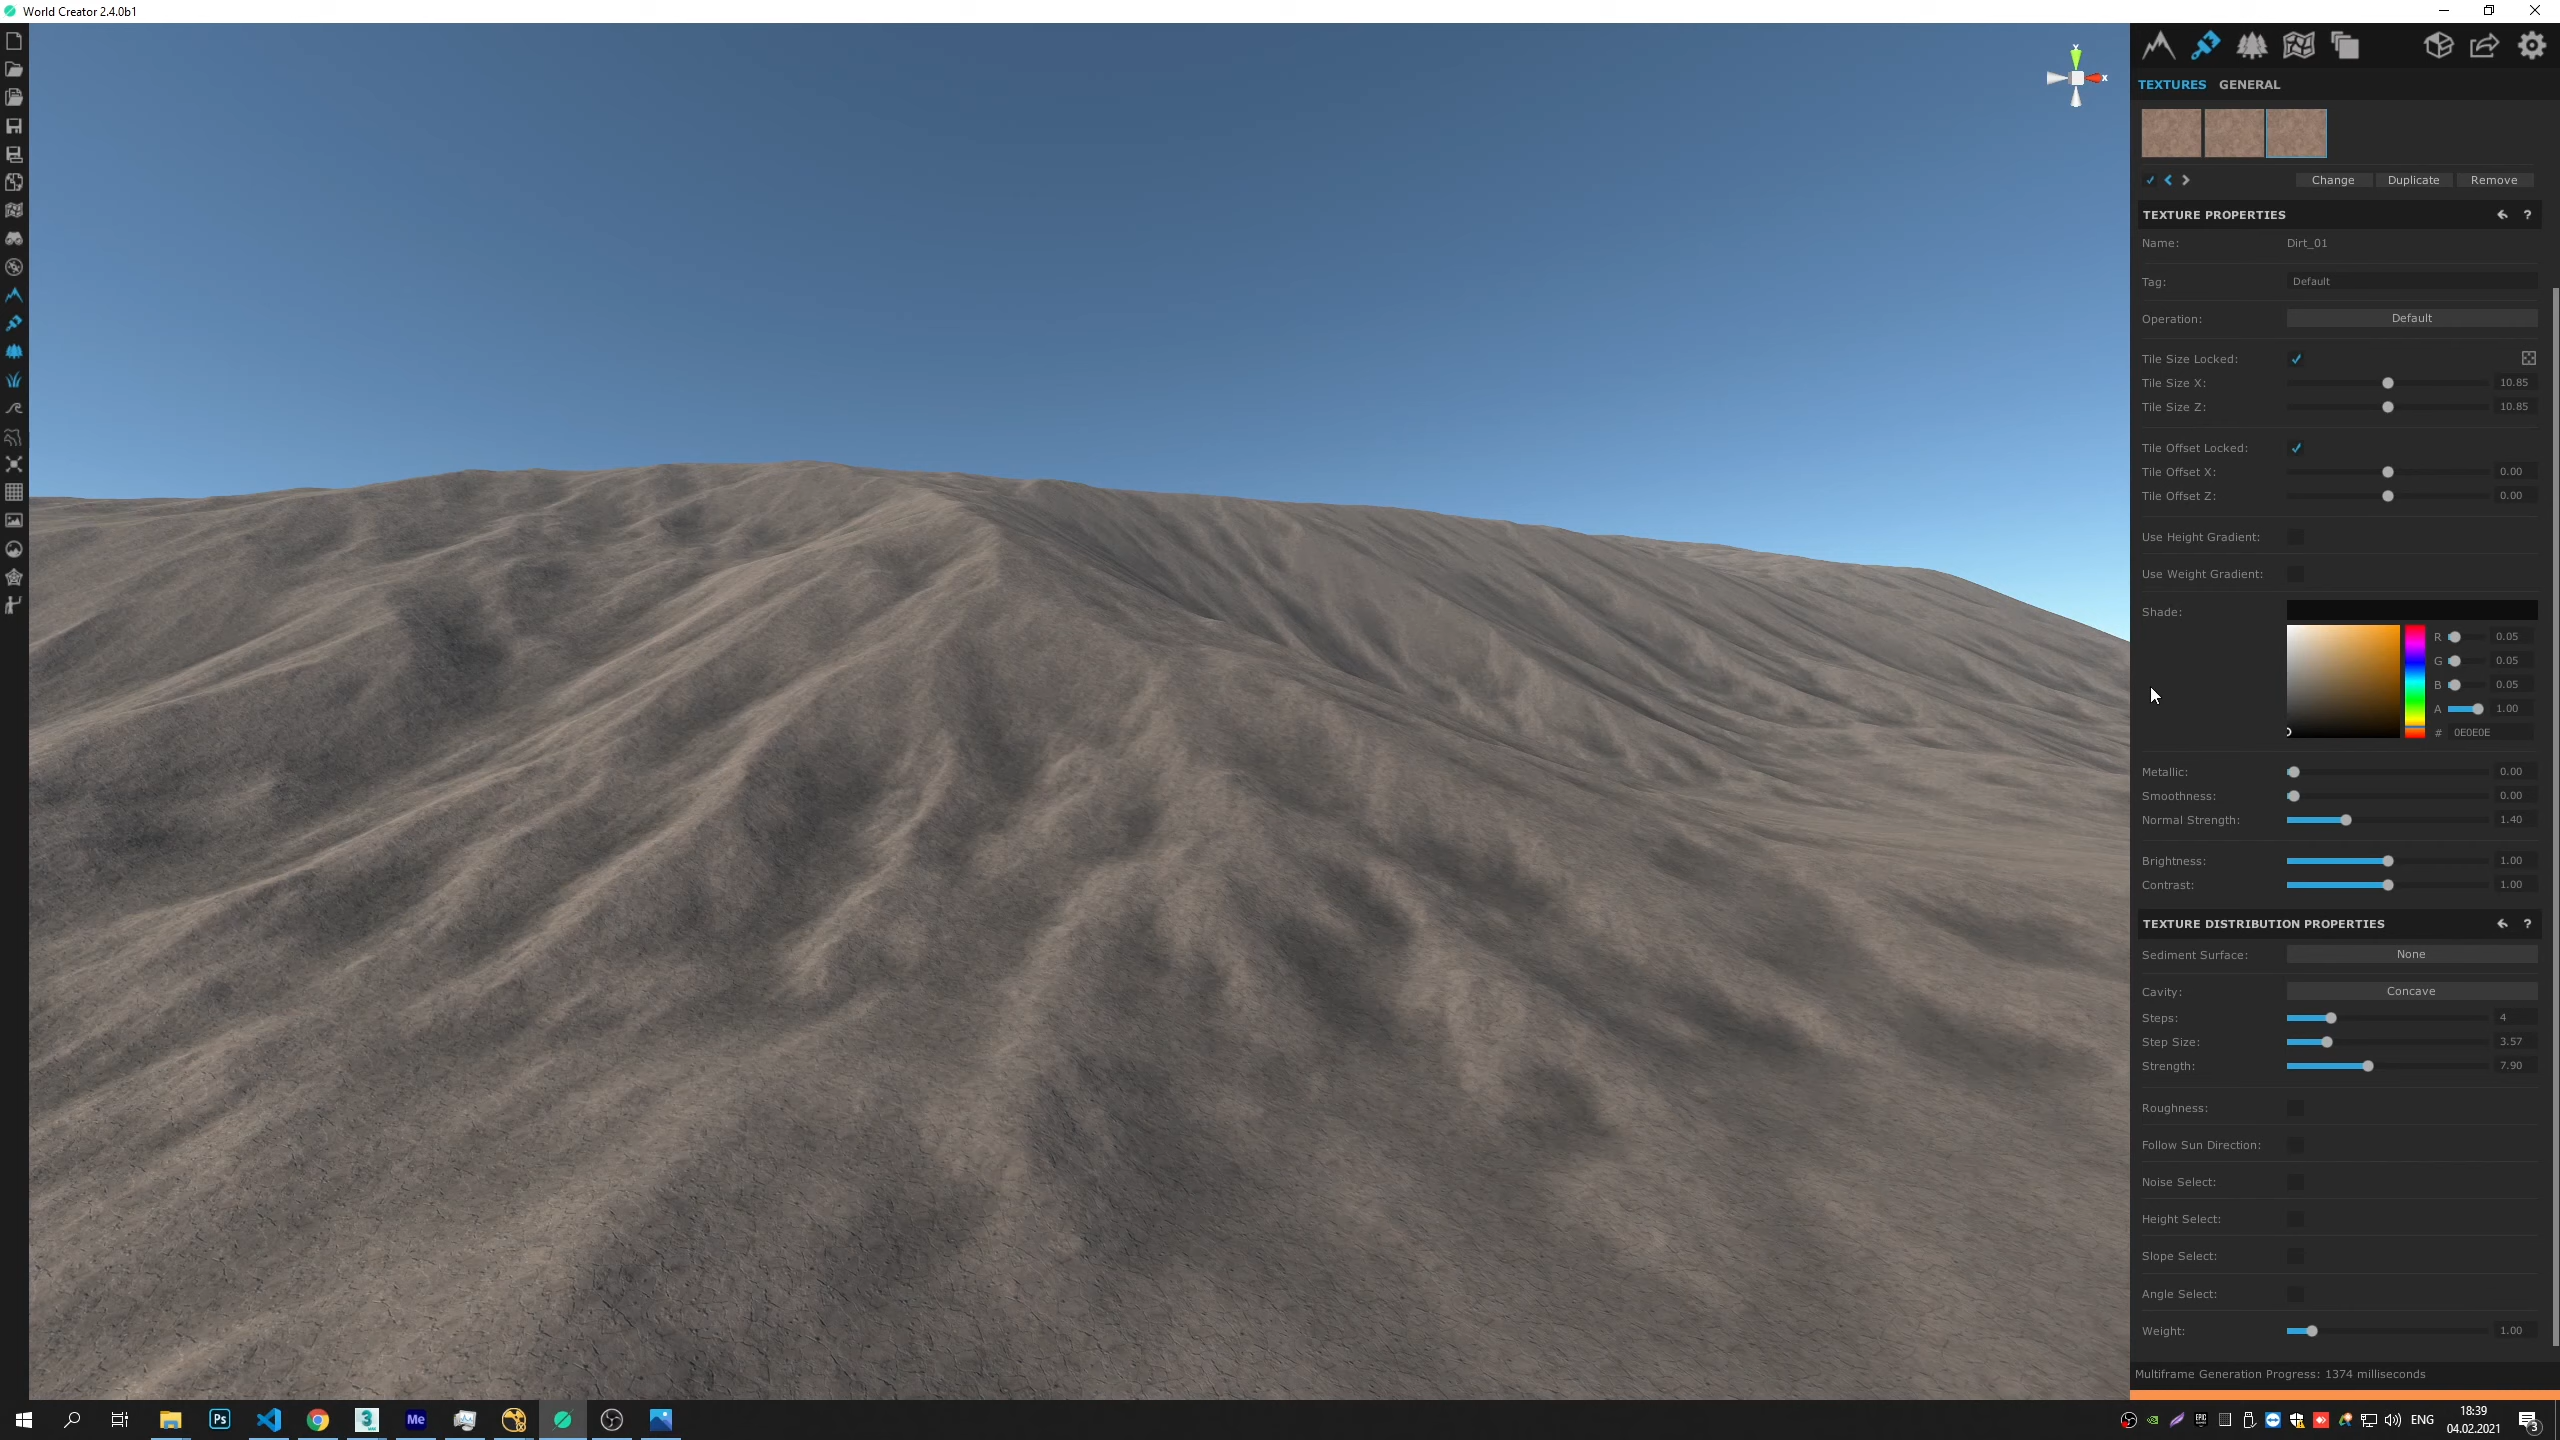 World Creator 2.4.0b1
Y
X
TEXTURES GENERAL
Change Duplicate Remove
TEXTURE PROPERTIES ?
Name: Dirt_01
Tag: Default
Operation: Default
Tile Size Locked:
Tile Size X: 10.85
Tile Size Z: 10.85
Tile Offset Locked:
Tile Offset X: 0.00
Tile Offset Z: 0.00
Use Height Gradient:
Use Weight Gradient:
Shade:
R 0.05
G 0.05
B 0.05
A 1.00
# 0E0E0E
Metallic: 0.00
Smoothness: 0.00
Normal Strength: 1.40
Brightness: 1.00
Contrast: 1.00
TEXTURE DISTRIBUTION PROPERTIES ?
Sediment Surface: None
Cavity: Concave
Steps: 4
Step Size: 3.57
Strength: 7.90
Roughness:
Follow Sun Direction:
Noise Select:
Height Select:
Slope Select:
Angle Select:
Weight: 1.00
Multiframe Generation Progress: 1374 milliseconds
Ps
3
Me
EPIC
ENG
18:39
04.02.2021
3